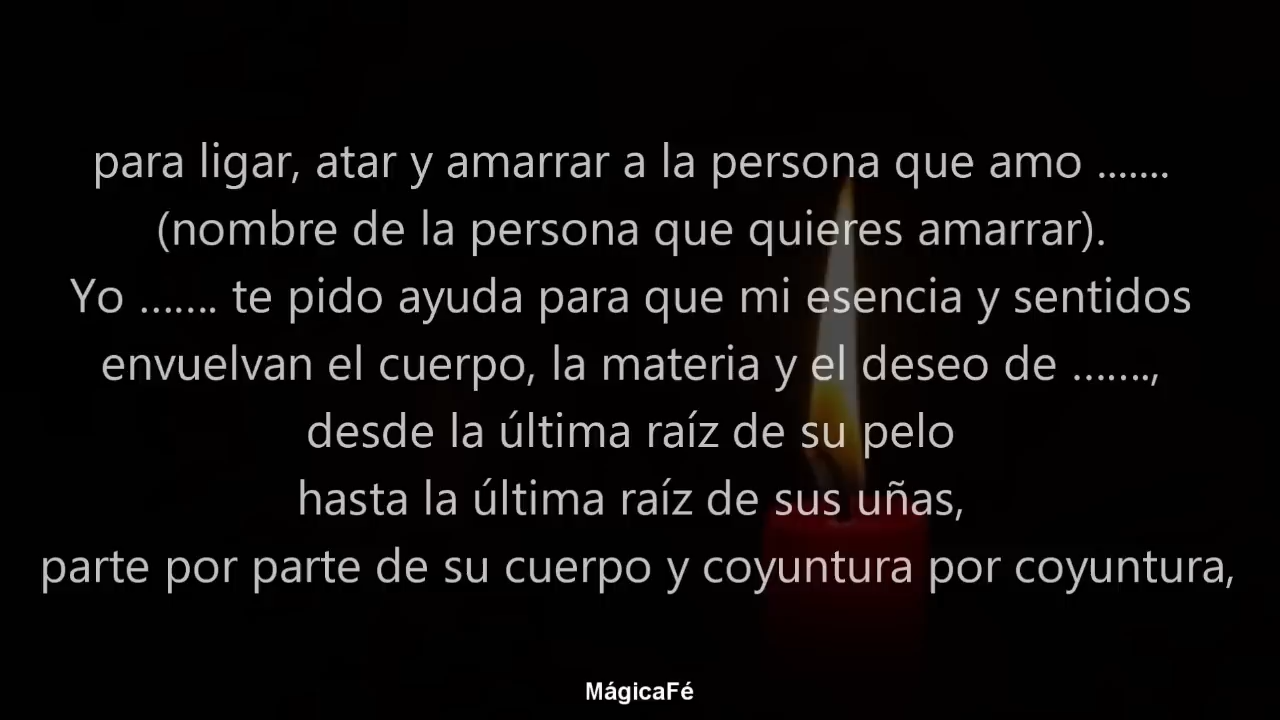 para ligar, atar y amarrar a la persona que amo .......
(nombre de la persona que quieres amarrar).
Yo ....... te pido ayuda para que mi esencia y sentidos
envuelvan el cuerpo, la materia y el deseo de .......,
desde la última raíz de su pelo
hasta la última raíz de sus uñas,
parte por parte de su cuerpo y coyuntura por coyuntura,
MágicaFé